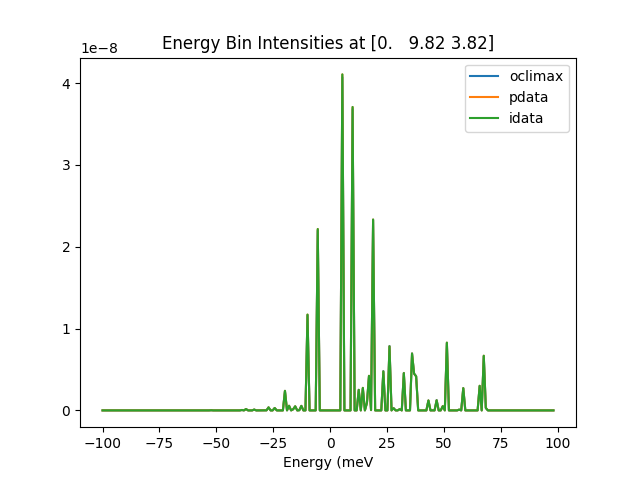 Energy Bin Intensities at [0.   9.82 3.82]
1e−8
oclimax
pdata
idata
4
3
2
1
0
−100 −75 −50 −25 0 25 50 75 100
Energy (meV